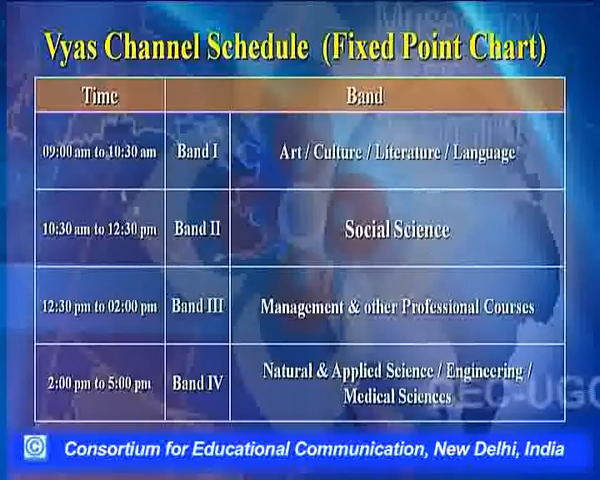 Museology
Vyas Channel Schedule (Fixed Point Chart)
Time Band
09:00 am to 10:30 am Band I Art / Culture / Literature / Language
10:30 am to 12:30 pm Band II Social Science
12:30 pm to 02:00 pm Band III Management & other Professional Courses
2:00 pm to 5:00 pm Band IV Natural & Applied Science / Engineering /
Medical Sciences
CEC-UGC
© Consortium for Educational Communication, New Delhi, India